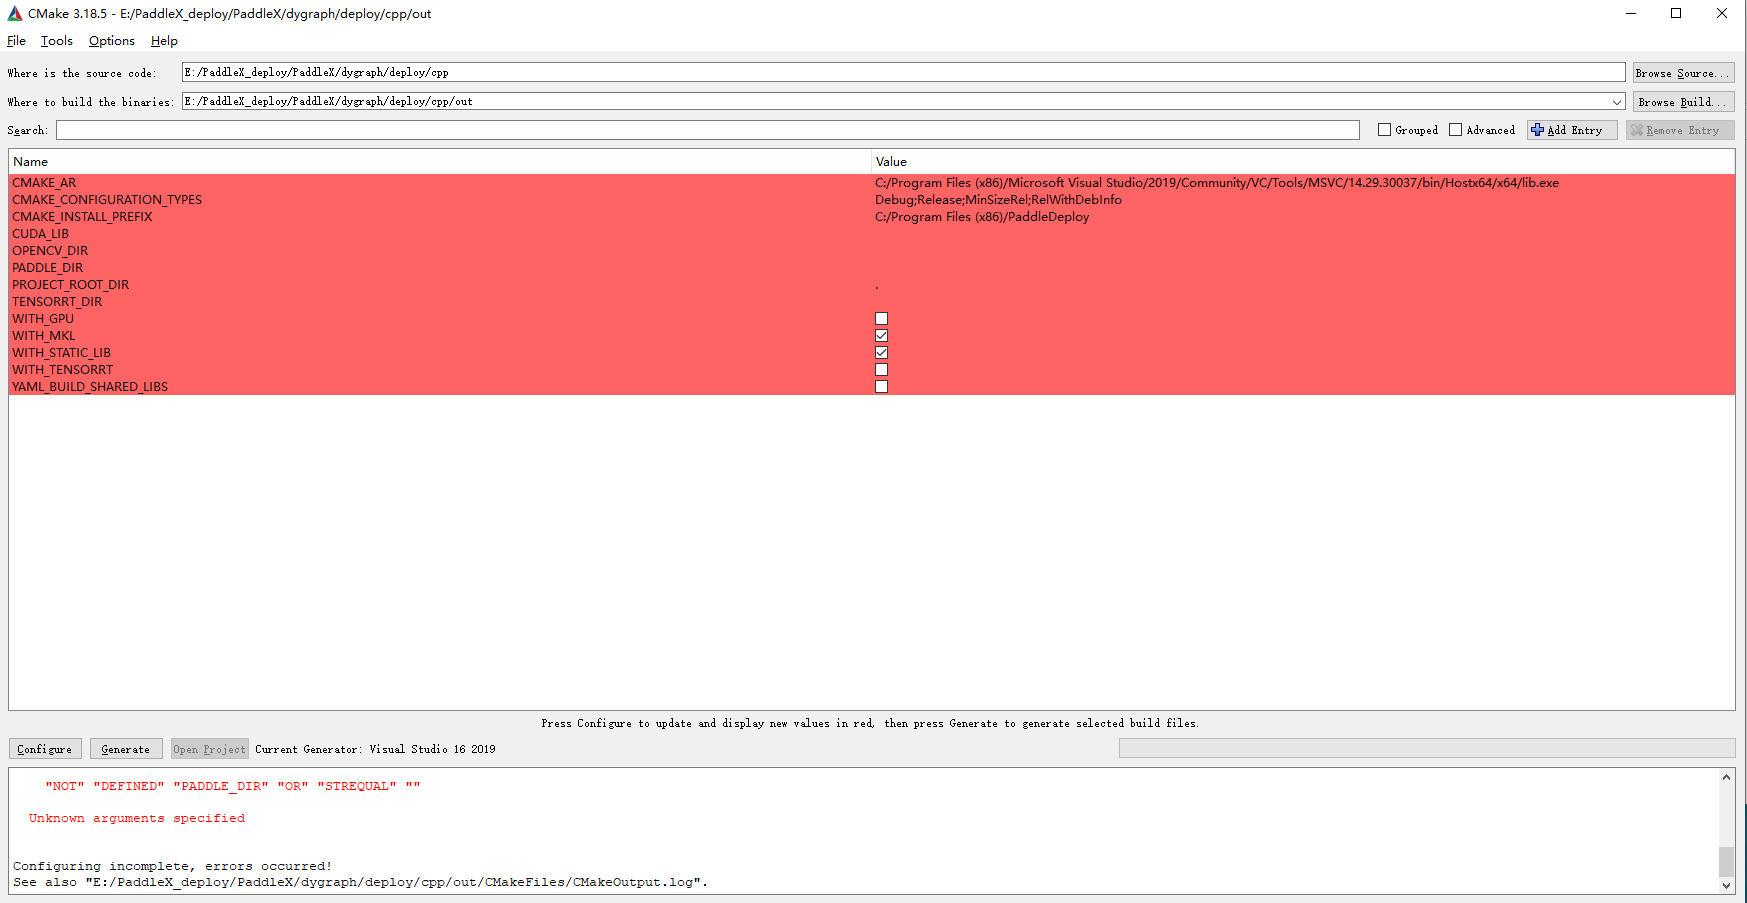 CMake 3.18.5 - E:/PaddleX_deploy/PaddleX/dygraph/deploy/cpp/out
File Tools Options Help
Where is the source code: E:/PaddleX_deploy/PaddleX/dygraph/deploy/cpp Browse Source...
Where to build the binaries: E:/PaddleX_deploy/PaddleX/dygraph/deploy/cpp/out Browse Build...
Search: Grouped Advanced Add Entry Remove Entry
Name Value
CMAKE_AR C:/Program Files (x86)/Microsoft Visual Studio/2019/Community/VC/Tools/MSVC/14.29.30037/bin/Hostx64/x64/lib.exe
CMAKE_CONFIGURATION_TYPES Debug;Release;MinSizeRel;RelWithDebInfo
CMAKE_INSTALL_PREFIX C:/Program Files (x86)/PaddleDeploy
CUDA_LIB
OPENCV_DIR
PADDLE_DIR
PROJECT_ROOT_DIR .
TENSORRT_DIR
WITH_GPU
WITH_MKL
WITH_STATIC_LIB
WITH_TENSORRT
YAML_BUILD_SHARED_LIBS
Press Configure to update and display new values in red, then press Generate to generate selected build files.
Configure Generate Open Project Current Generator: Visual Studio 16 2019
"NOT" "DEFINED" "PADDLE_DIR" "OR" "STREQUAL" ""
Unknown arguments specified
Configuring incomplete, errors occurred!
See also "E:/PaddleX_deploy/PaddleX/dygraph/deploy/cpp/out/CMakeFiles/CMakeOutput.log".